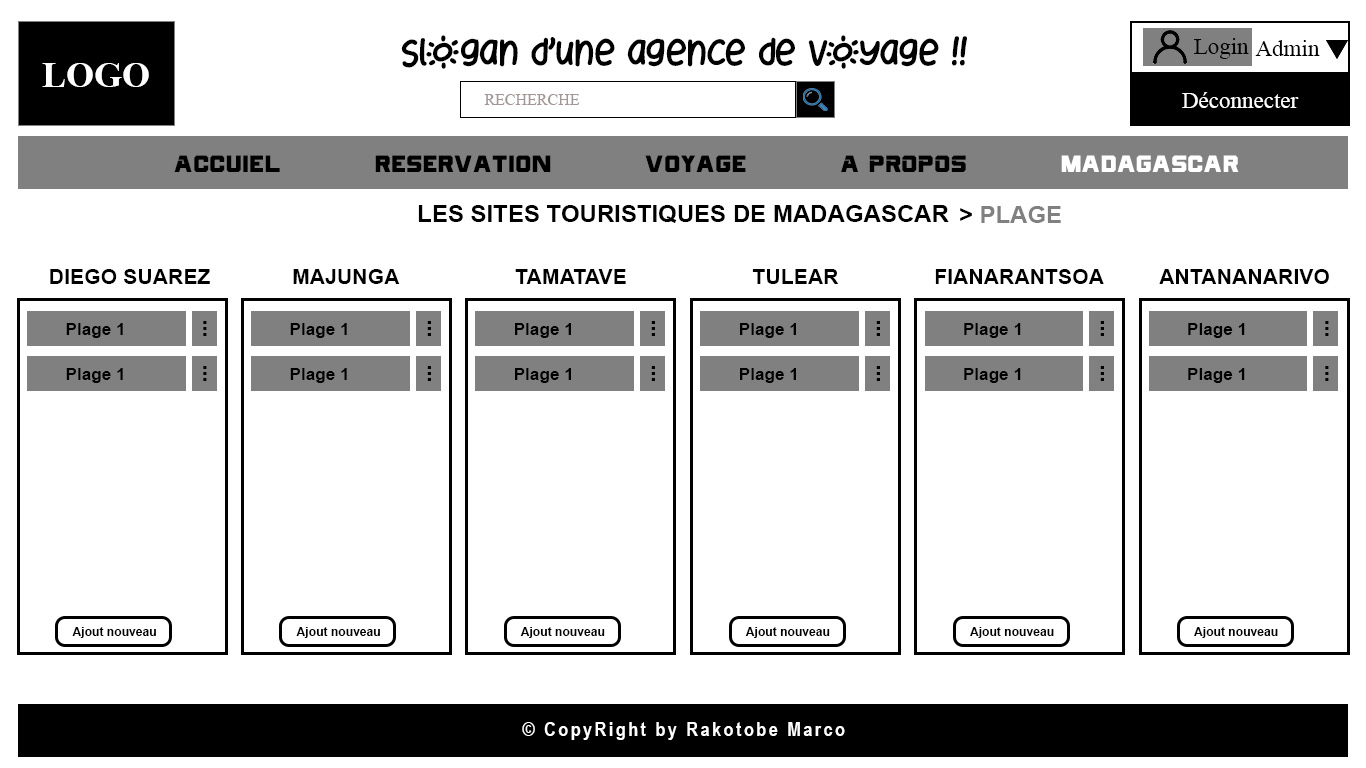 LOGO
slogan d'une agence de voyage !!
RECHERCHE
Login Admin
Déconnecter
ACCUIEL RESERVATION VOYAGE A PROPOS MADAGASCAR
LES SITES TOURISTIQUES DE MADAGASCAR > PLAGE
DIEGO SUAREZ MAJUNGA TAMATAVE TULEAR FIANARANTSOA ANTANANARIVO
Plage 1 Plage 1 Plage 1 Plage 1 Plage 1 Plage 1
Plage 1 Plage 1 Plage 1 Plage 1 Plage 1 Plage 1
Ajout nouveau Ajout nouveau Ajout nouveau Ajout nouveau Ajout nouveau Ajout nouveau
© CopyRight by Rakotobe Marco